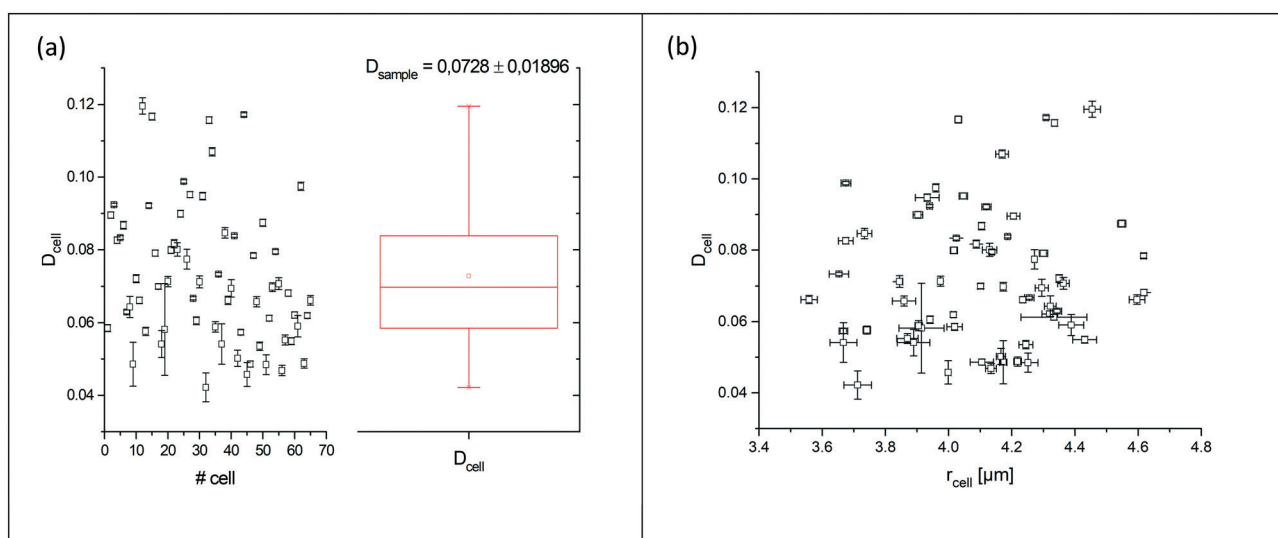 (a)
D_cell
0.12
0.10
0.08
0.06
0.04
0 10 20 30 40 50 60 70
# cell
D_sample = 0,0728 ± 0,01896
D_cell
(b)
D_cell
0.12
0.10
0.08
0.06
0.04
3.4 3.6 3.8 4.0 4.2 4.4 4.6 4.8
r_cell [µm]